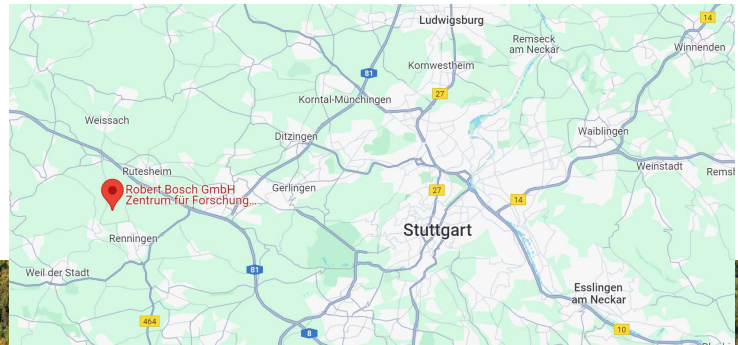 Ludwigsburg
14
Remseck
am Neckar
Winnenden
Kornwestheim
81
27
Korntal-Münchingen
Weissach
Ditzingen
Waiblingen
Rutesheim
Weinstadt
Remsh
Robert Bosch GmbH
Zentrum für Forschung...
Gerlingen
27
14
Stuttgart
Renningen
Weil der Stadt
81
Esslingen
am Neckar
464
8
10